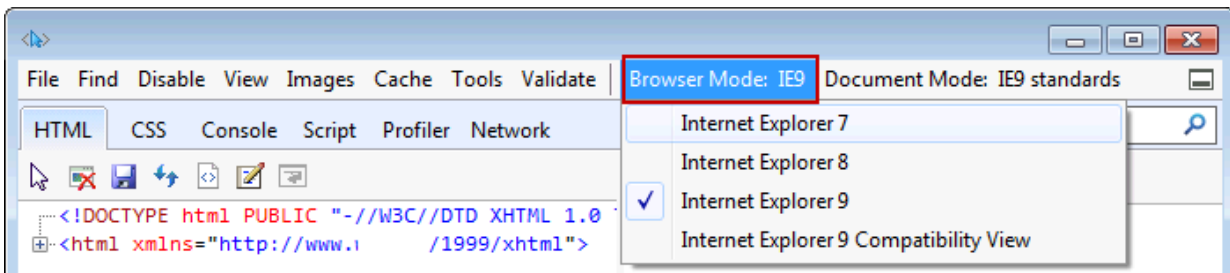 File Find Disable View Images Cache Tools Validate Browser Mode: IE9 Document Mode: IE9 standards
HTML CSS Console Script Profiler Network
Internet Explorer 7
Internet Explorer 8
Internet Explorer 9
Internet Explorer 9 Compatibility View
<!DOCTYPE html PUBLIC "-//W3C//DTD XHTML 1.0
<html xmlns="http://www. /1999/xhtml">